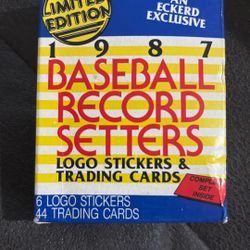 LIMITED
EDITION
AN
ECKERD
EXCLUSIVE
1987
BASEBALL
RECORD
SETTERS
LOGO STICKERS &
TRADING CARDS
SET
INSIDE
6 LOGO STICKERS
44 TRADING CARDS